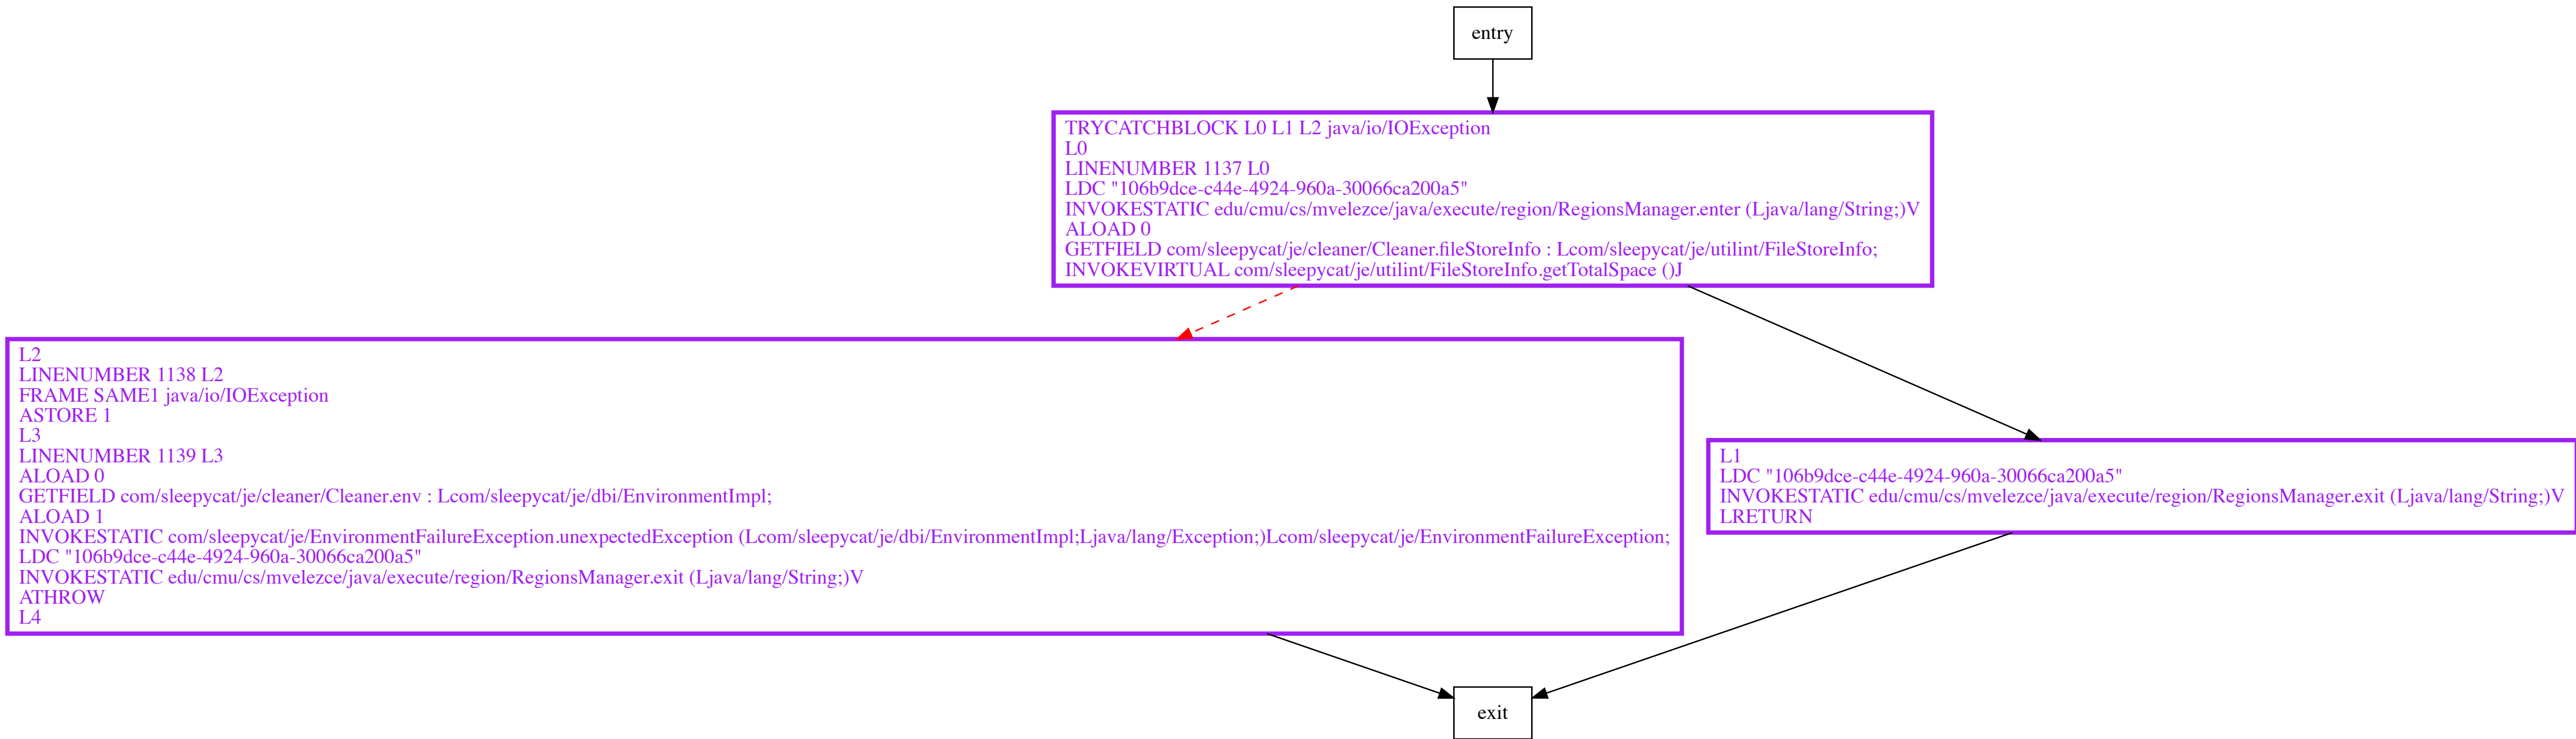 entry
TRYCATCHBLOCK L0 L1 L2 java/io/IOException
L0
LINENUMBER 1137 L0
LDC "106b9dce-c44e-4924-960a-30066ca200a5"
INVOKESTATIC edu/cmu/cs/mvelezce/java/execute/region/RegionsManager.enter (Ljava/lang/String;)V
ALOAD 0
GETFIELD com/sleepycat/je/cleaner/Cleaner.fileStoreInfo : Lcom/sleepycat/je/utilint/FileStoreInfo;
INVOKEVIRTUAL com/sleepycat/je/utilint/FileStoreInfo.getTotalSpace ()J
L2
LINENUMBER 1138 L2
FRAME SAME1 java/io/IOException
ASTORE 1
L3
LINENUMBER 1139 L3
ALOAD 0
GETFIELD com/sleepycat/je/cleaner/Cleaner.env : Lcom/sleepycat/je/dbi/EnvironmentImpl;
ALOAD 1
INVOKESTATIC com/sleepycat/je/EnvironmentFailureException.unexpectedException (Lcom/sleepycat/je/dbi/EnvironmentImpl;Ljava/lang/Exception;)Lcom/sleepycat/je/EnvironmentFailureException;
LDC "106b9dce-c44e-4924-960a-30066ca200a5"
INVOKESTATIC edu/cmu/cs/mvelezce/java/execute/region/RegionsManager.exit (Ljava/lang/String;)V
ATHROW
L4
L1
LDC "106b9dce-c44e-4924-960a-30066ca200a5"
INVOKESTATIC edu/cmu/cs/mvelezce/java/execute/region/RegionsManager.exit (Ljava/lang/String;)V
LRETURN
exit